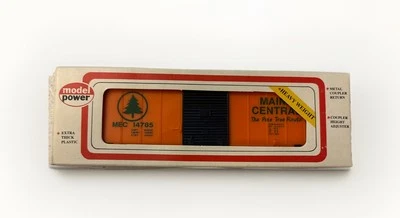 model
power
MEC 14785
MAINE
CENTRAL
The Pine Tree Route
•HEAVY WEIGHT•
• METAL
COUPLER
RETURN
• COUPLER
HEIGHT
ADJUSTER
• EXTRA
THICK
PLASTIC